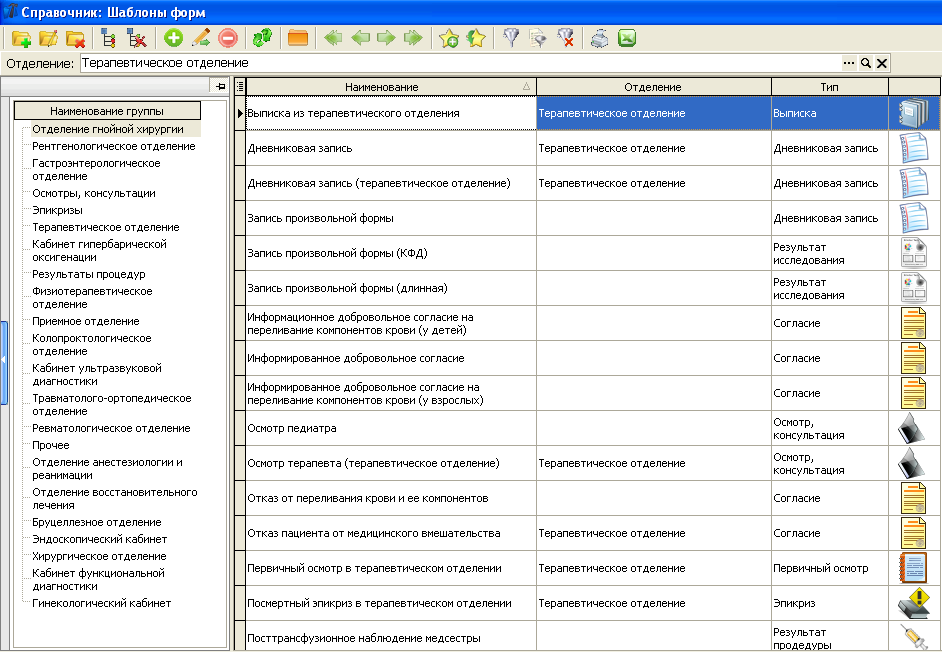 Справочник: Шаблоны форм
Отделение: Терапевтическое отделение
Наименование группы
Отделение гнойной хирургии
Рентгенологическое отделение
Гастроэнтерологическое
отделение
Осмотры, консультации
Эпикризы
Терапевтическое отделение
Кабинет гипербарической
оксигенации
Результаты процедур
Физиотерапевтическое
отделение
Приемное отделение
Колопроктологическое
отделение
Кабинет ультразвуковой
диагностики
Травматолого-ортопедическое
отделение
Ревматологическое отделение
Прочее
Отделение анестезиологии и
реанимации
Отделение восстановительного
лечения
Бруцеллезное отделение
Эндоскопический кабинет
Хирургическое отделение
Кабинет функциональной
диагностики
Гинекологический кабинет
Наименование Отделение Тип
Выписка из терапевтического отделения Терапевтическое отделение Выписка
Дневниковая запись Терапевтическое отделение Дневниковая запись
Дневниковая запись (терапевтическое отделение) Терапевтическое отделение Дневниковая запись
Запись произвольной формы Дневниковая запись
Запись произвольной формы (КФД) Результат
исследования
Запись произвольной формы (длинная) Результат
исследования
Информационное добровольное согласие на
переливание компонентов крови (у детей) Согласие
Информированное добровольное согласие Согласие
Информированное добровольное согласие на
переливание компонентов крови (у взрослых) Согласие
Осмотр педиатра Осмотр,
консультация
Осмотр терапевта (терапевтическое отделение) Терапевтическое отделение Осмотр,
консультация
Отказ от переливания крови и ее компонентов Согласие
Отказ пациента от медицинского вмешательства Терапевтическое отделение Согласие
Первичный осмотр в терапевтическом отделении Терапевтическое отделение Первичный осмотр
Посмертный эпикриз в терапевтическом отделении Терапевтическое отделение Эпикриз
Посттрансфузионное наблюдение медсестры Результат
процедуры